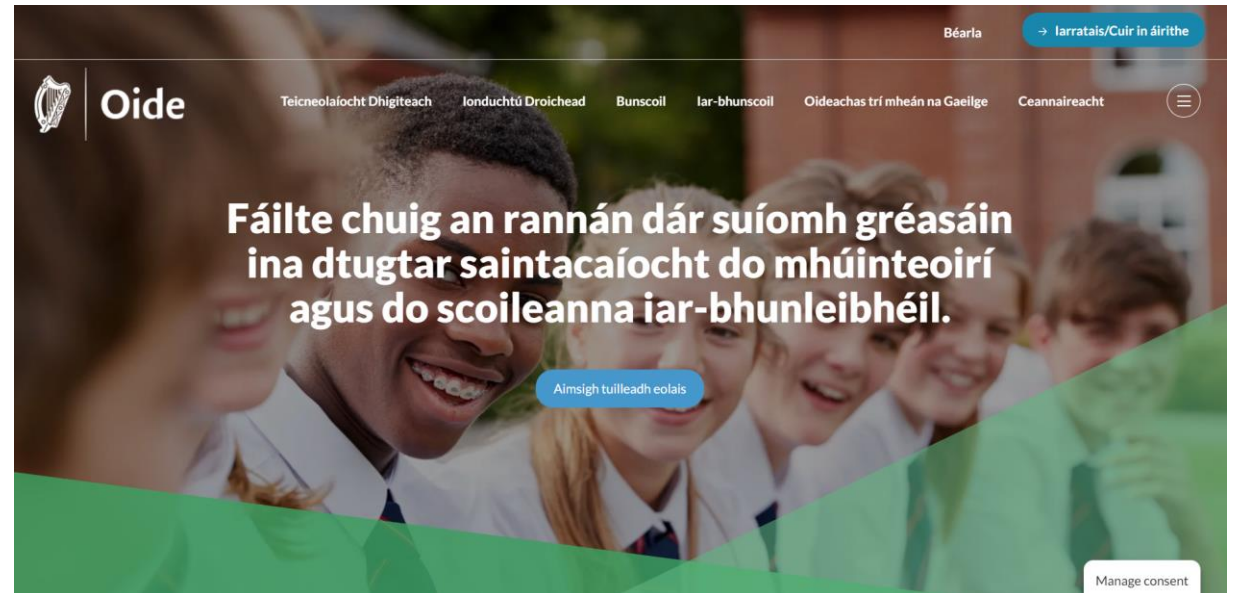 Béarla
→ Iarratais/Cuir in áirithe
Oide
Teicneolaíocht Dhigiteach
Ionduchtú Droichead
Bunscoil
Iar-bhunscoil
Oideachas trí mheán na Gaeilge
Ceannaireacht
Fáilte chuig an rannán dár suíomh gréasáin
ina dtugtar saintacaíocht do mhúinteoirí
agus do scoileanna iar-bhunleibhéil.
Aimsigh tuilleadh eolais
Manage consent